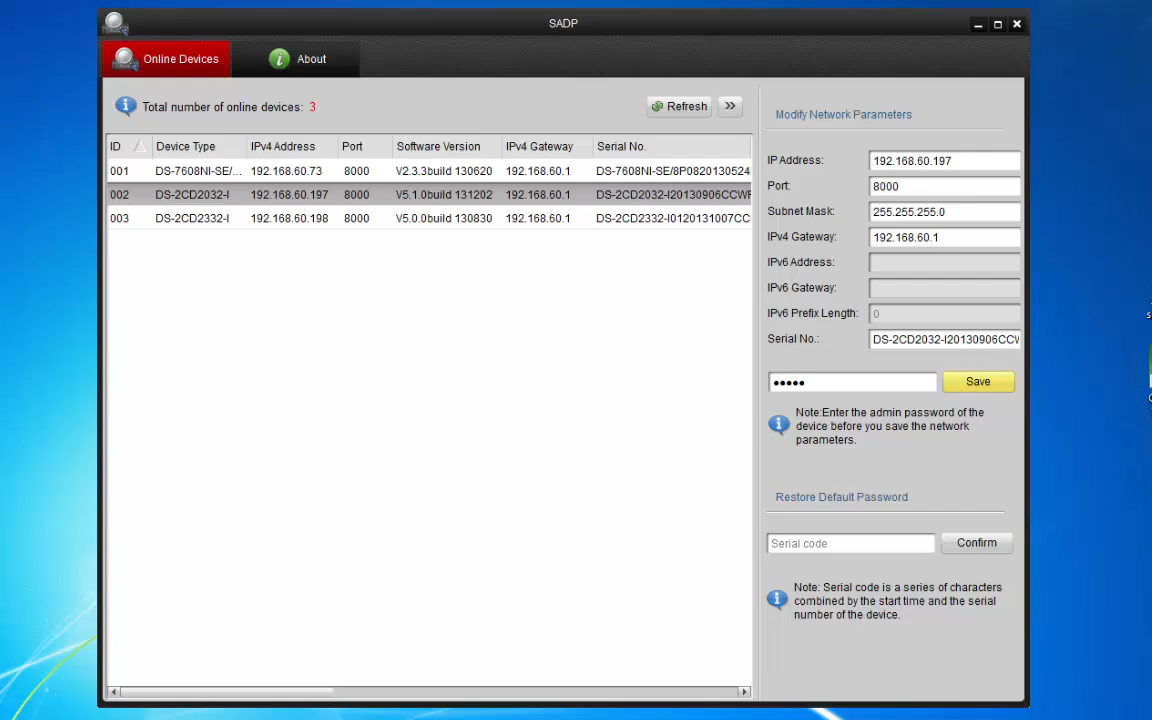 SADP
Online Devices
About
Total number of online devices: 3
Refresh
ID Device Type IPv4 Address Port Software Version IPv4 Gateway Serial No.
001 DS-7608NI-SE/... 192.168.60.73 8000 V2.3.3build 130620 192.168.60.1 DS-7608NI-SE/8P0820130524
002 DS-2CD2032-I 192.168.60.197 8000 V5.1.0build 131202 192.168.60.1 DS-2CD2032-I20130906CCWF
003 DS-2CD2332-I 192.168.60.198 8000 V5.0.0build 130830 192.168.60.1 DS-2CD2332-I0120131007CC
Modify Network Parameters
IP Address: 192.168.60.197
Port: 8000
Subnet Mask: 255.255.255.0
IPv4 Gateway: 192.168.60.1
IPv6 Address:
IPv6 Gateway:
IPv6 Prefix Length: 0
Serial No.: DS-2CD2032-I20130906CCW
Save
Note:Enter the admin password of the
device before you save the network
parameters.
Restore Default Password
Serial code
Confirm
Note: Serial code is a series of characters
combined by the start time and the serial
number of the device.